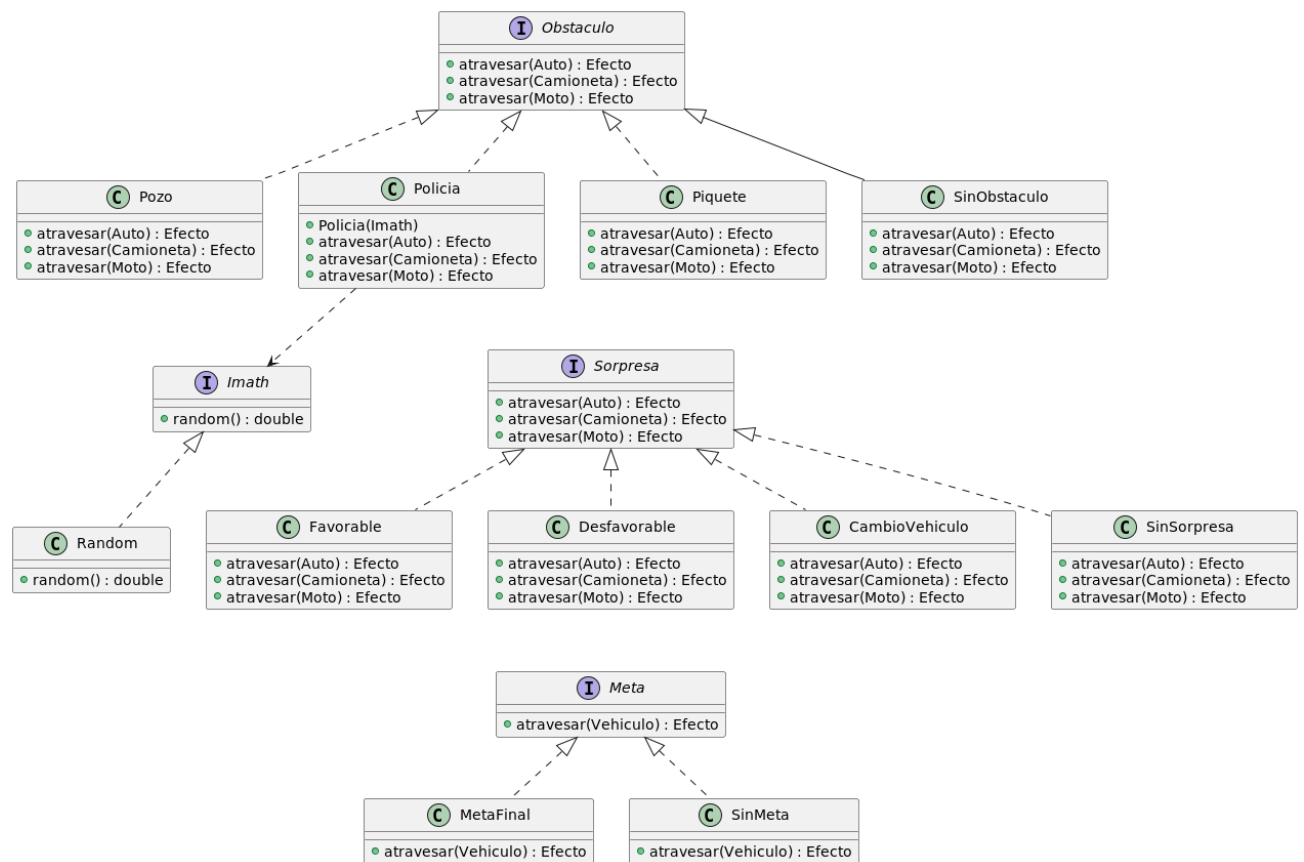 I Obstaculo
atravesar(Auto) : Efecto
atravesar(Camioneta) : Efecto
atravesar(Moto) : Efecto
C Pozo
atravesar(Auto) : Efecto
atravesar(Camioneta) : Efecto
atravesar(Moto) : Efecto
C Policia
Policia(Imath)
atravesar(Auto) : Efecto
atravesar(Camioneta) : Efecto
atravesar(Moto) : Efecto
C Piquete
atravesar(Auto) : Efecto
atravesar(Camioneta) : Efecto
atravesar(Moto) : Efecto
C SinObstaculo
atravesar(Auto) : Efecto
atravesar(Camioneta) : Efecto
atravesar(Moto) : Efecto
I Imath
random() : double
I Sorpresa
atravesar(Auto) : Efecto
atravesar(Camioneta) : Efecto
atravesar(Moto) : Efecto
C Random
random() : double
C Favorable
atravesar(Auto) : Efecto
atravesar(Camioneta) : Efecto
atravesar(Moto) : Efecto
C Desfavorable
atravesar(Auto) : Efecto
atravesar(Camioneta) : Efecto
atravesar(Moto) : Efecto
C CambioVehiculo
atravesar(Auto) : Efecto
atravesar(Camioneta) : Efecto
atravesar(Moto) : Efecto
C SinSorpresa
atravesar(Auto) : Efecto
atravesar(Camioneta) : Efecto
atravesar(Moto) : Efecto
I Meta
atravesar(Vehiculo) : Efecto
C MetaFinal
atravesar(Vehiculo) : Efecto
C SinMeta
atravesar(Vehiculo) : Efecto